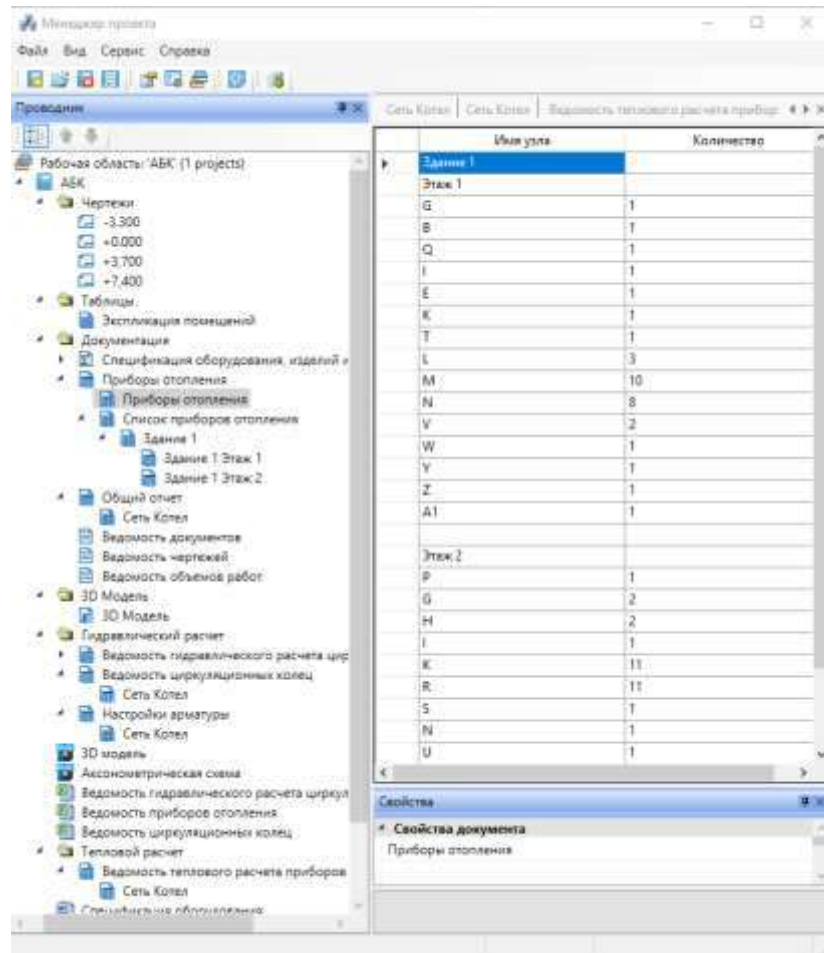 Менеджер проекта
Файл Вид Сервис Справка
Проводник
Рабочая область: 'АБК' (1 projects)
АБК
Чертежи
-3,300
+0.000
+3,700
+7,400
Таблицы
Экспликация помещений
Документация
Спецификация оборудования, изделий и
Приборы отопления
Приборы отопления
Список приборов отопления
Здание 1
Здание 1 Этаж 1
Здание 1 Этаж 2
Общий отчет
Сеть Котел
Ведомость документов
Ведомость чертежей
Ведомость объемов работ
3D Модель
3D Модель
Гидравлический расчет
Ведомость гидравлического расчета цир
Ведомость циркуляционных колец
Сеть Котел
Настройки арматуры
Сеть Котел
3D модель
Аксонометрическая схема
Ведомость гидравлического расчета циркул
Ведомость приборов отопления
Ведомость циркуляционных колец
Тепловой расчет
Ведомость теплового расчета приборов
Сеть Котел
Спецификация оборудования
Сеть Котел Сеть Котел Ведомость теплового расчета прибор
Имя узла Количество
Здание 1
Этаж 1
G 1
B 1
Q 1
I 1
E 1
K 1
T 1
L 3
M 10
N 8
V 2
W 1
Y 1
Z 1
A1 1
Этаж 2
P 1
G 2
H 2
I 1
K 11
R 11
S 1
N 1
U 1
Свойства
Свойства документа
Приборы отопления